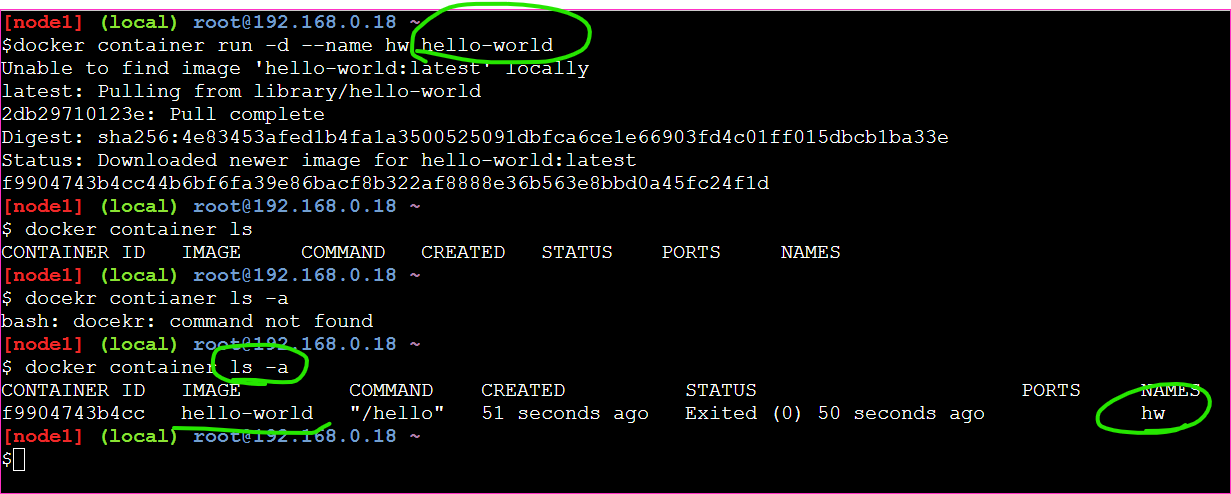 [node1] (local) root@192.168.0.18 ~
$docker container run -d --name hw hello-world
Unable to find image 'hello-world:latest' locally
latest: Pulling from library/hello-world
2db29710123e: Pull complete
Digest: sha256:4e83453afed1b4fa1a3500525091dbfca6ce1e66903fd4c01ff015dbcb1ba33e
Status: Downloaded newer image for hello-world:latest
f9904743b4cc44b6bf6fa39e86bacf8b322af8888e36b563e8bbd0a45fc24f1d
[node1] (local) root@192.168.0.18 ~
$ docker container ls
CONTAINER ID   IMAGE     COMMAND   CREATED   STATUS    PORTS     NAMES
[node1] (local) root@192.168.0.18 ~
$ docekr contianer ls -a
bash: docekr: command not found
[node1] (local) root@192.168.0.18 ~
$ docker container ls -a
CONTAINER ID   IMAGE         COMMAND    CREATED          STATUS                      PORTS     NAMES
f9904743b4cc   hello-world   "/hello"   51 seconds ago   Exited (0) 50 seconds ago             hw
[node1] (local) root@192.168.0.18 ~
$